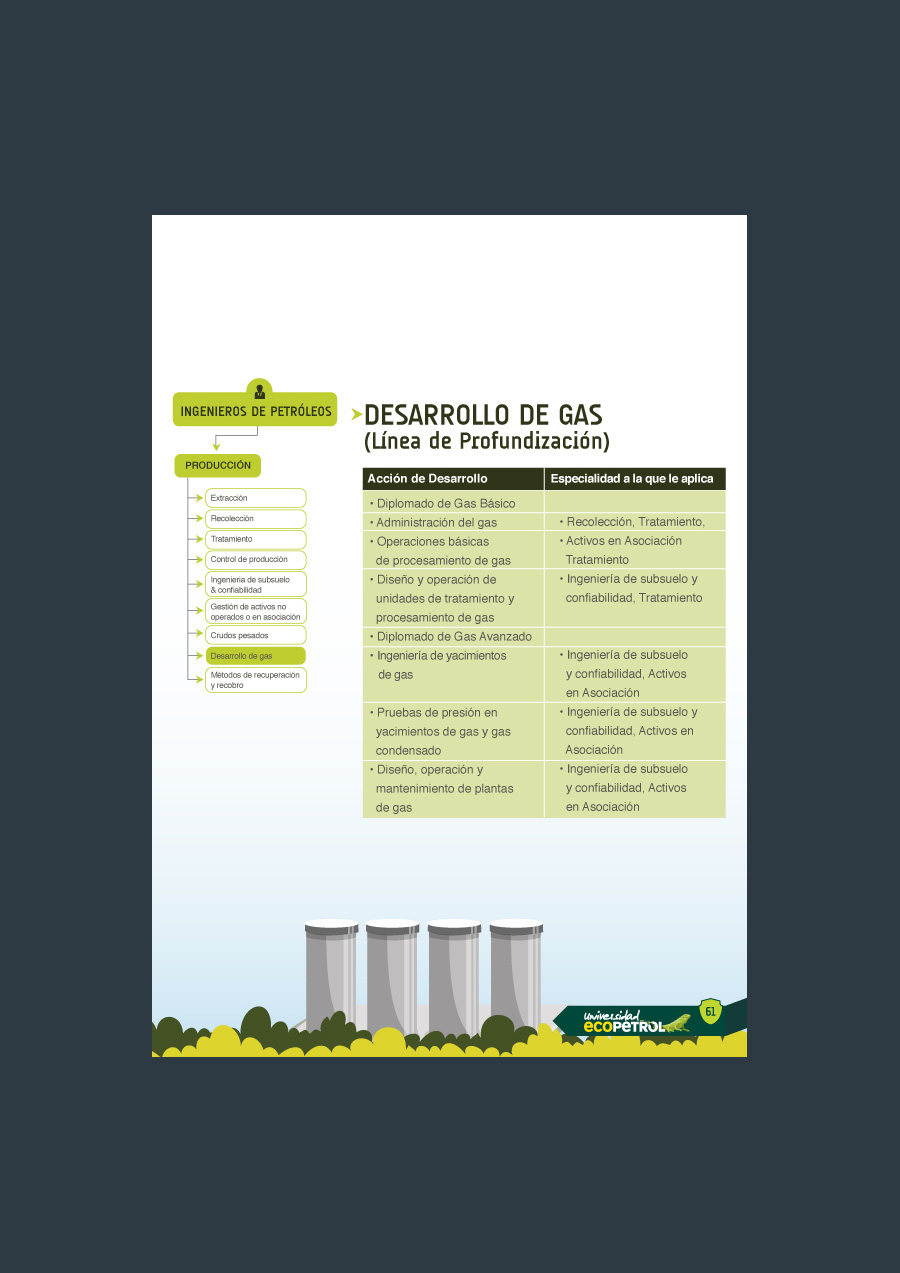 INGENIEROS DE PETRÓLEOS
PRODUCCIÓN
Extracción
Recolección
Tratamiento
Control de producción
Ingenieria de subsuelo
& confiabilidad
Gestión de activos no
operados o en asociación
Crudos pesados
Desarrollo de gas
Métodos de recuperación
y recobro
DESARROLLO DE GAS
(Línea de Profundización)
Acción de Desarrollo
Especialidad a la que le aplica
• Diplomado de Gas Básico
• Administración del gas
• Recolección, Tratamiento,
• Operaciones básicas
de procesamiento de gas
• Activos en Asociación
Tratamiento
• Diseño y operación de
unidades de tratamiento y
procesamiento de gas
• Ingeniería de subsuelo y
confiabilidad, Tratamiento
• Diplomado de Gas Avanzado
• Ingeniería de yacimientos
de gas
• Ingeniería de subsuelo
y confiabilidad, Activos
en Asociación
• Pruebas de presión en
yacimientos de gas y gas
condensado
• Ingeniería de subsuelo y
confiabilidad, Activos en
Asociación
• Diseño, operación y
mantenimiento de plantas
de gas
• Ingeniería de subsuelo
y confiabilidad, Activos
en Asociación
universidad
ecoPETROL
61